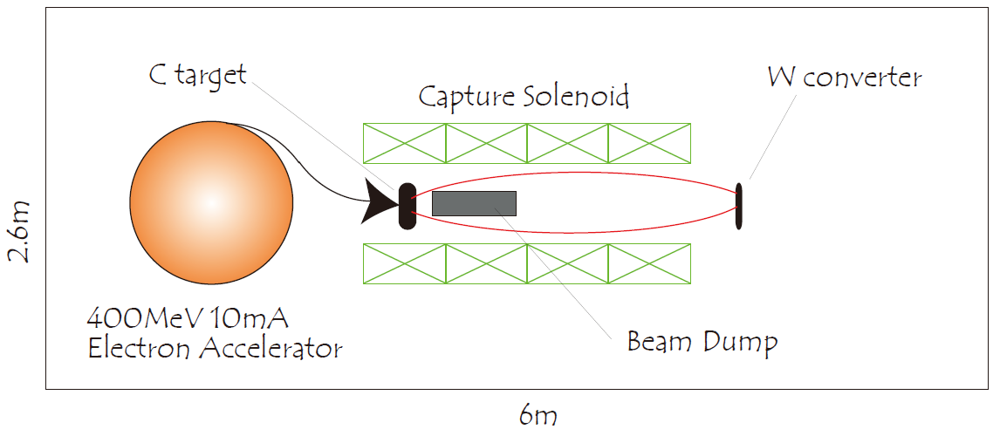 C target
Capture Solenoid
W converter
2.6m
400MeV 10mA
Electron Accelerator
Beam Dump
6m